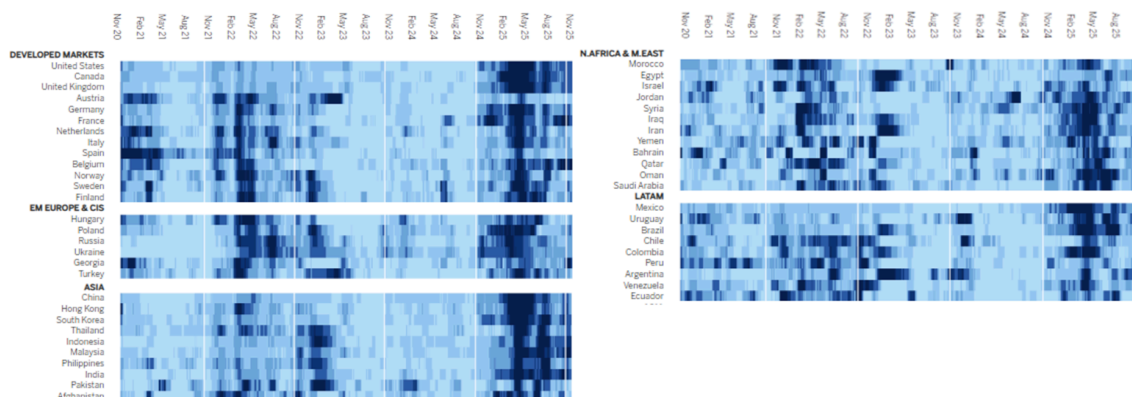 Nov 20
Feb 21
May 21
Aug 21
Nov 21
Feb 22
May 22
Aug 22
Nov 22
Feb 23
May 23
Aug 23
Nov 23
Feb 24
May 24
Aug 24
Nov 24
Feb 25
May 25
Aug 25
Nov 25
DEVELOPED MARKETS
United States
Canada
United Kingdom
Austria
Germany
France
Netherlands
Italy
Spain
Belgium
Norway
Sweden
Finland
EM EUROPE & CIS
Hungary
Poland
Russia
Ukraine
Georgia
Turkey
ASIA
China
Hong Kong
South Korea
Thailand
Indonesia
Malaysia
Philippines
India
Pakistan
Afghanistan
Nov 20
Feb 21
May 21
Aug 21
Nov 21
Feb 22
May 22
Aug 22
Nov 22
Feb 23
May 23
Aug 23
Nov 23
Feb 24
May 24
Aug 24
Nov 24
Feb 25
May 25
Aug 25
N.AFRICA & M.EAST
Morocco
Egypt
Israel
Jordan
Syria
Iraq
Iran
Yemen
Bahrain
Qatar
Oman
Saudi Arabia
LATAM
Mexico
Uruguay
Brazil
Chile
Colombia
Peru
Argentina
Venezuela
Ecuador